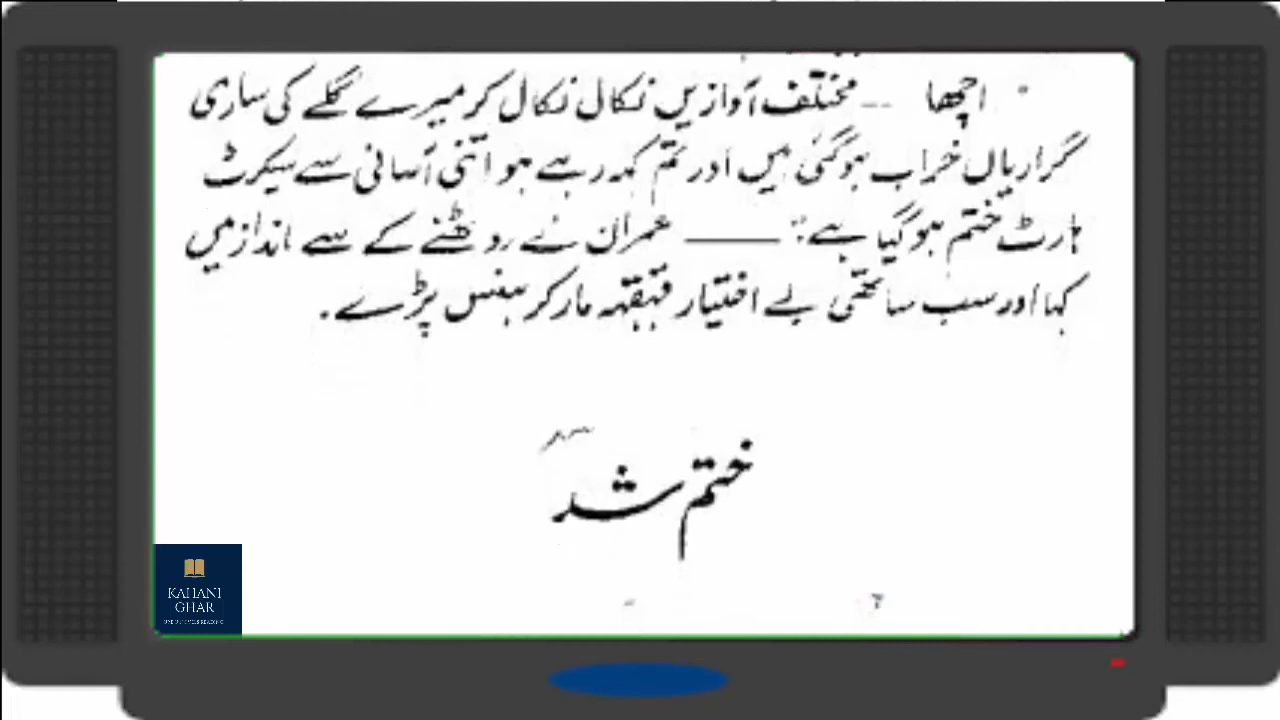 " اچھا -- مختلف آوازیں نکال نکال کر میرے گلے کی ساری
گراریاں خراب ہو گئی ہیں اور تم کہہ رہے ہو اتنی آسانی سے سیکرٹ
ہارٹ ختم ہو گیا ہے"؛ —— عمران نے روٹھنے کے سے انداز میں
کہا اور سب ساتھی بے اختیار قہقہہ مار کر ہنس پڑے۔
ختم شد
KAHANI
GHAR